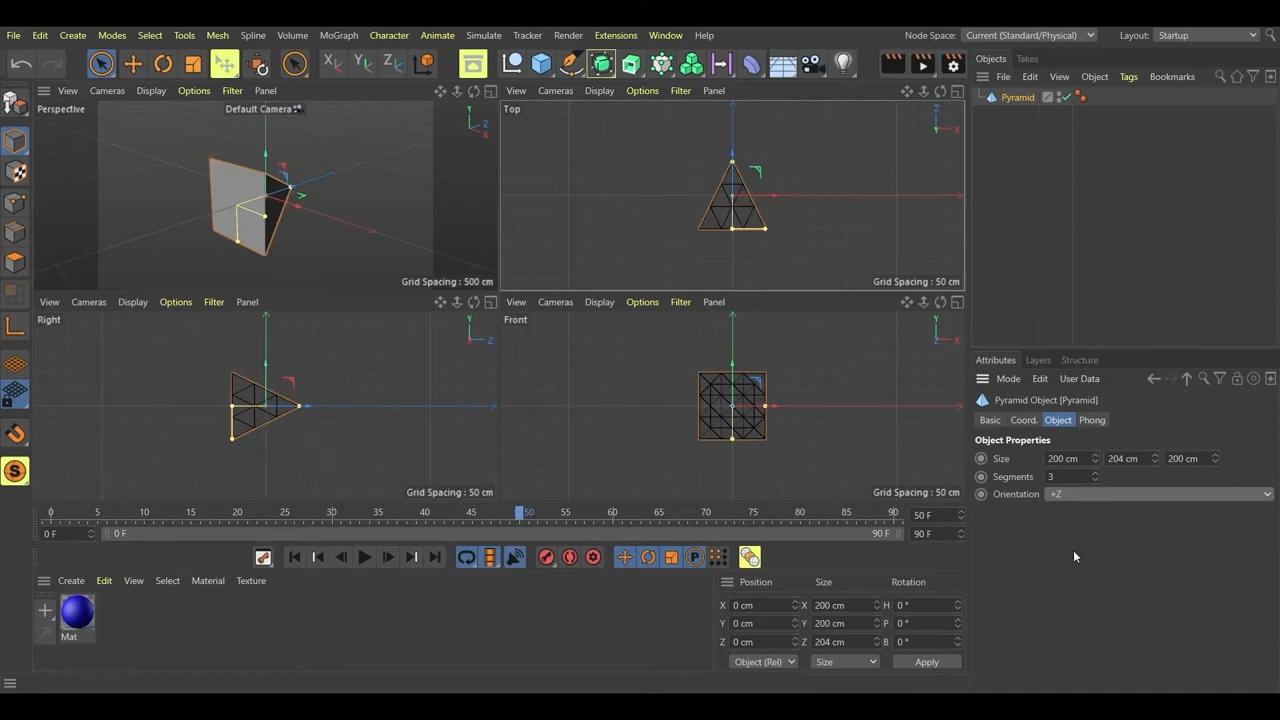 File Edit Create Modes Select Tools Mesh Spline Volume MoGraph Character Animate Simulate Tracker Render Extensions Window Help Node Space: Current (Standard/Physical) Layout: Startup
Objects Takes
File Edit View Object Tags Bookmarks
Pyramid
View Cameras Display Options Filter Panel
Perspective Default Camera
Y Z X
Grid Spacing : 500 cm
View Cameras Display Options Filter Panel
Top
Z Y X
Grid Spacing : 50 cm
View Cameras Display Options Filter Panel
Right
Y X Z
Grid Spacing : 50 cm
View Cameras Display Options Filter Panel
Front
Y Z X
Grid Spacing : 50 cm
Attributes Layers Structure
Mode Edit User Data
Pyramid Object [Pyramid]
Basic Coord. Object Phong
Object Properties
Size 200 cm 204 cm 200 cm
Segments 3
Orientation +Z
0 5 10 15 20 25 30 35 40 45 50 55 60 65 70 75 80 85 90 50 F
0 F 0 F 90 F 90 F
Create Edit View Select Material Texture
Mat
Position Size Rotation
X 0 cm X 200 cm H 0 °
Y 0 cm Y 200 cm P 0 °
Z 0 cm Z 204 cm B 0 °
Object (Rel) Size Apply